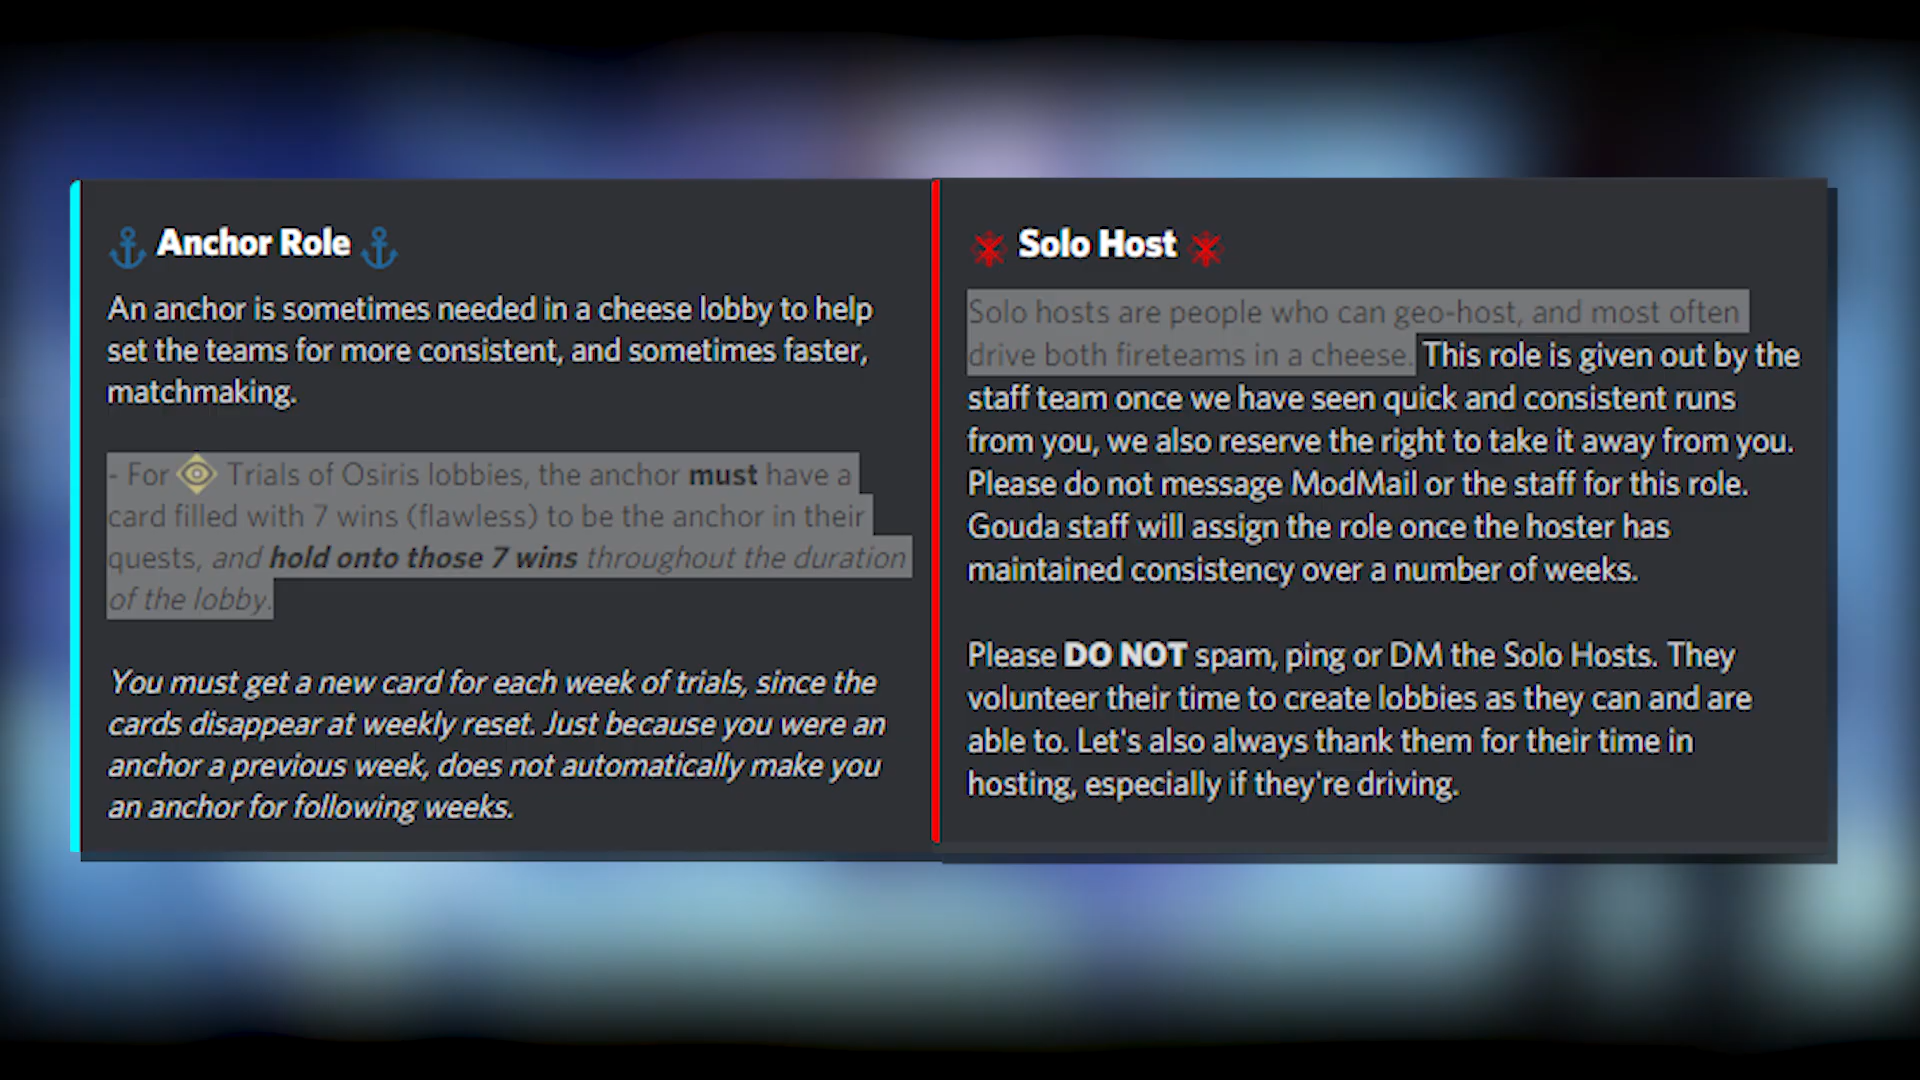 Anchor Role
An anchor is sometimes needed in a cheese lobby to help
set the teams for more consistent, and sometimes faster,
matchmaking.
- For Trials of Osiris lobbies, the anchor must have a
card filled with 7 wins (flawless) to be the anchor in their
quests, and hold onto those 7 wins throughout the duration
of the lobby.
You must get a new card for each week of trials, since the
cards disappear at weekly reset. Just because you were an
anchor a previous week, does not automatically make you
an anchor for following weeks.
Solo Host
Solo hosts are people who can geo-host, and most often
drive both fireteams in a cheese. This role is given out by the
staff team once we have seen quick and consistent runs
from you, we also reserve the right to take it away from you.
Please do not message ModMail or the staff for this role.
Gouda staff will assign the role once the hoster has
maintained consistency over a number of weeks.
Please DO NOT spam, ping or DM the Solo Hosts. They
volunteer their time to create lobbies as they can and are
able to. Let's also always thank them for their time in
hosting, especially if they're driving.